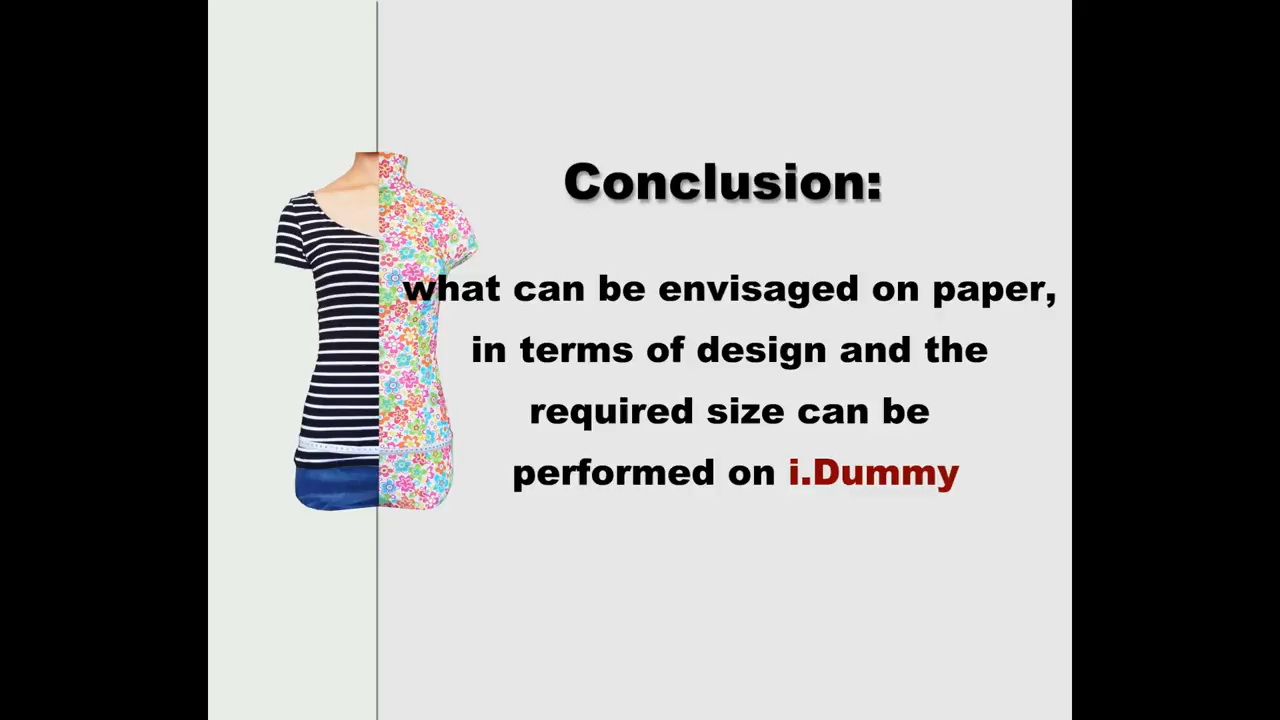 Conclusion:
what can be envisaged on paper,
in terms of design and the
required size can be
performed on i.Dummy